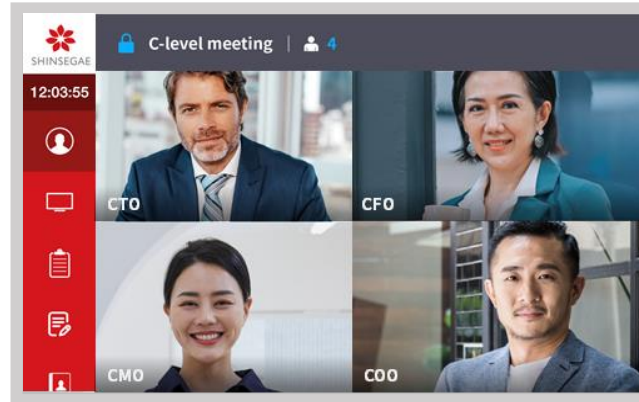 SHINSEGAE
C-level meeting | 4
12:03:55
CTO
CFO
CMO
COO